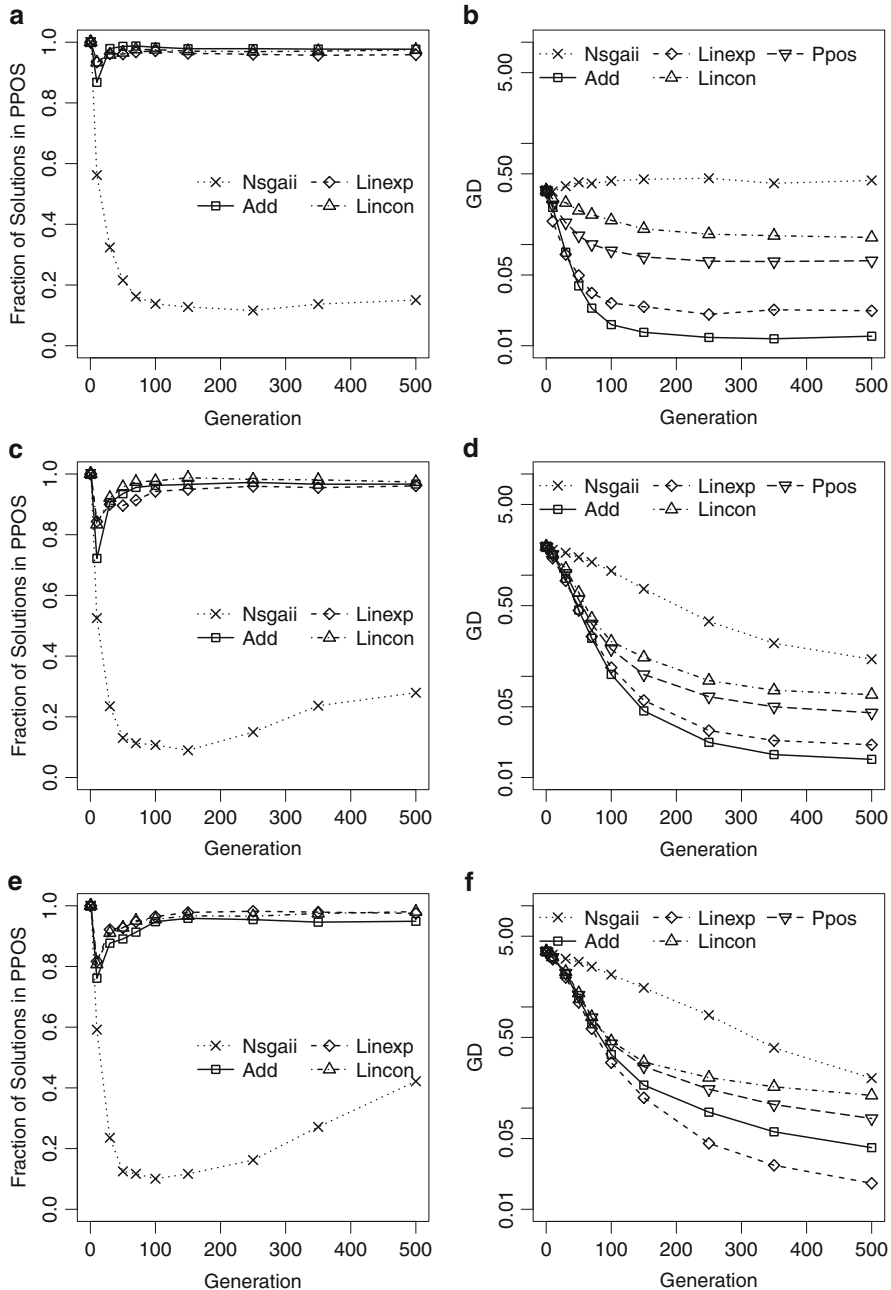 a
Fraction of Solutions in PPOS
1.0
0.8
0.6
0.4
0.2
0.0
Nsgaii
Add
Linexp
Lincon
0 100 200 300 400 500
Generation
b
GD
5.00
0.50
0.05
0.01
Nsgaii
Add
Linexp
Lincon
Ppos
0 100 200 300 400 500
Generation
c
Fraction of Solutions in PPOS
1.0
0.8
0.6
0.4
0.2
0.0
Nsgaii
Add
Linexp
Lincon
0 100 200 300 400 500
Generation
d
GD
5.00
0.50
0.05
0.01
Nsgaii
Add
Linexp
Lincon
Ppos
0 100 200 300 400 500
Generation
e
Fraction of Solutions in PPOS
1.0
0.8
0.6
0.4
0.2
0.0
Nsgaii
Add
Linexp
Lincon
0 100 200 300 400 500
Generation
f
GD
5.00
0.50
0.05
0.01
Nsgaii
Add
Linexp
Lincon
Ppos
0 100 200 300 400 500
Generation